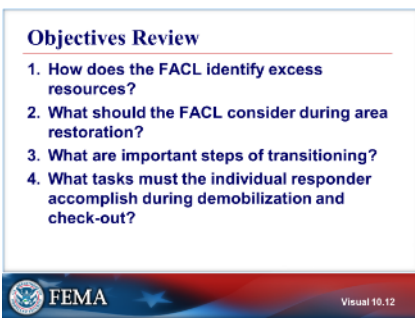 Objectives Review
1. How does the FACL identify excess
resources?
2. What should the FACL consider during area
restoration?
3. What are important steps of transitioning?
4. What tasks must the individual responder
accomplish during demobilization and
check-out?
FEMA
Visual 10.12